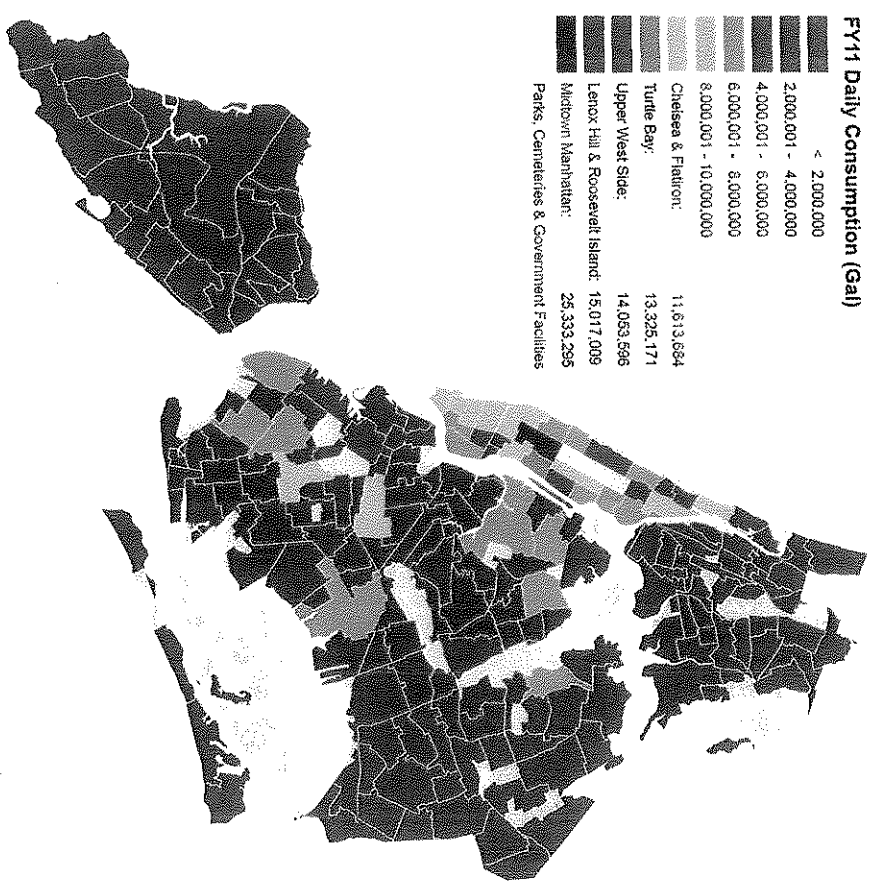 FY11 Daily Consumption (Gal)
< 2,000,000
2,000,001 - 4,000,000
4,000,001 - 6,000,000
6,000,001 - 8,000,000
8,000,001 - 10,000,000
Chelsea & Flatiron: 11,613,684
Turtle Bay: 13,325,171
Upper West Side: 14,053,596
Lenox Hill & Roosevelt Island: 15,017,009
Midtown Manhattan: 25,333,295
Parks, Cemeteries & Government Facilities